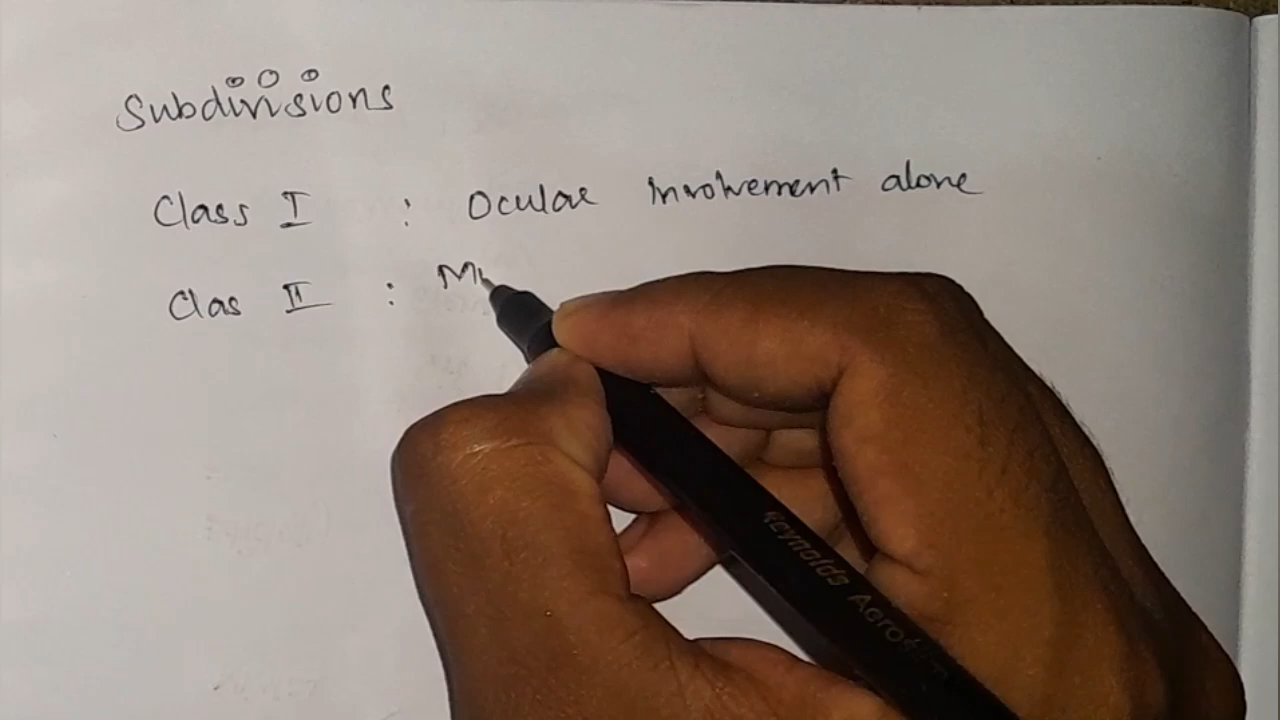 Subdivisions
Class I : Ocular involvement alone
Clas II : M
Reynolds